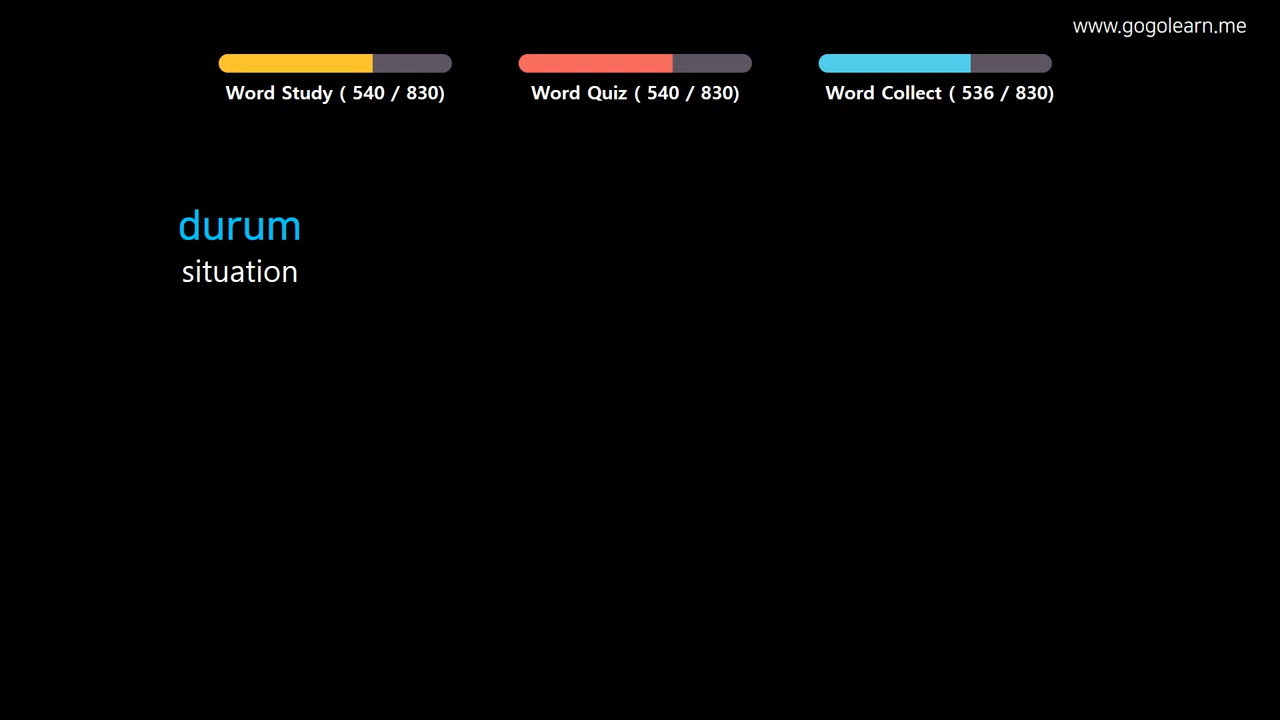 www.gogolearn.me
Word Study ( 540 / 830)
Word Quiz ( 540 / 830)
Word Collect ( 536 / 830)
durum
situation